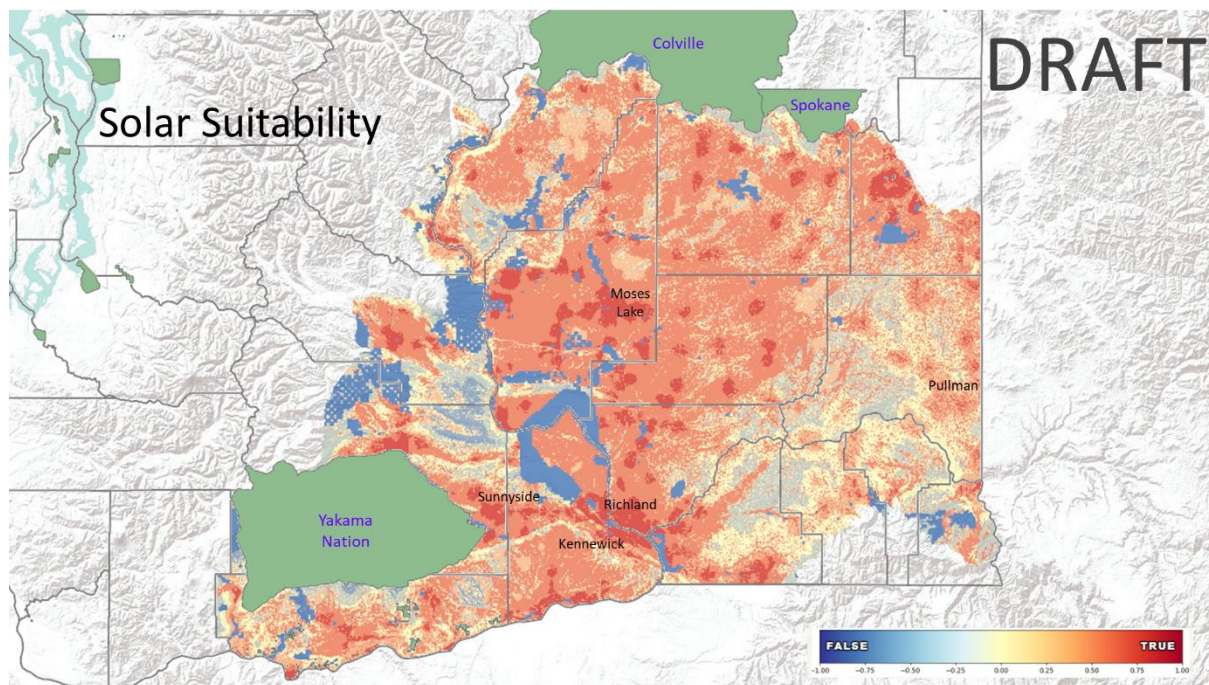 Colville
DRAFT
Spokane
Solar Suitability
Moses
Lake
Pullman
Sunnyside
Richland
Yakama
Nation
Kennewick
FALSE
TRUE
-1.00
-0.75
-0.50
-0.25
0.00
0.25
0.50
0.75
1.00